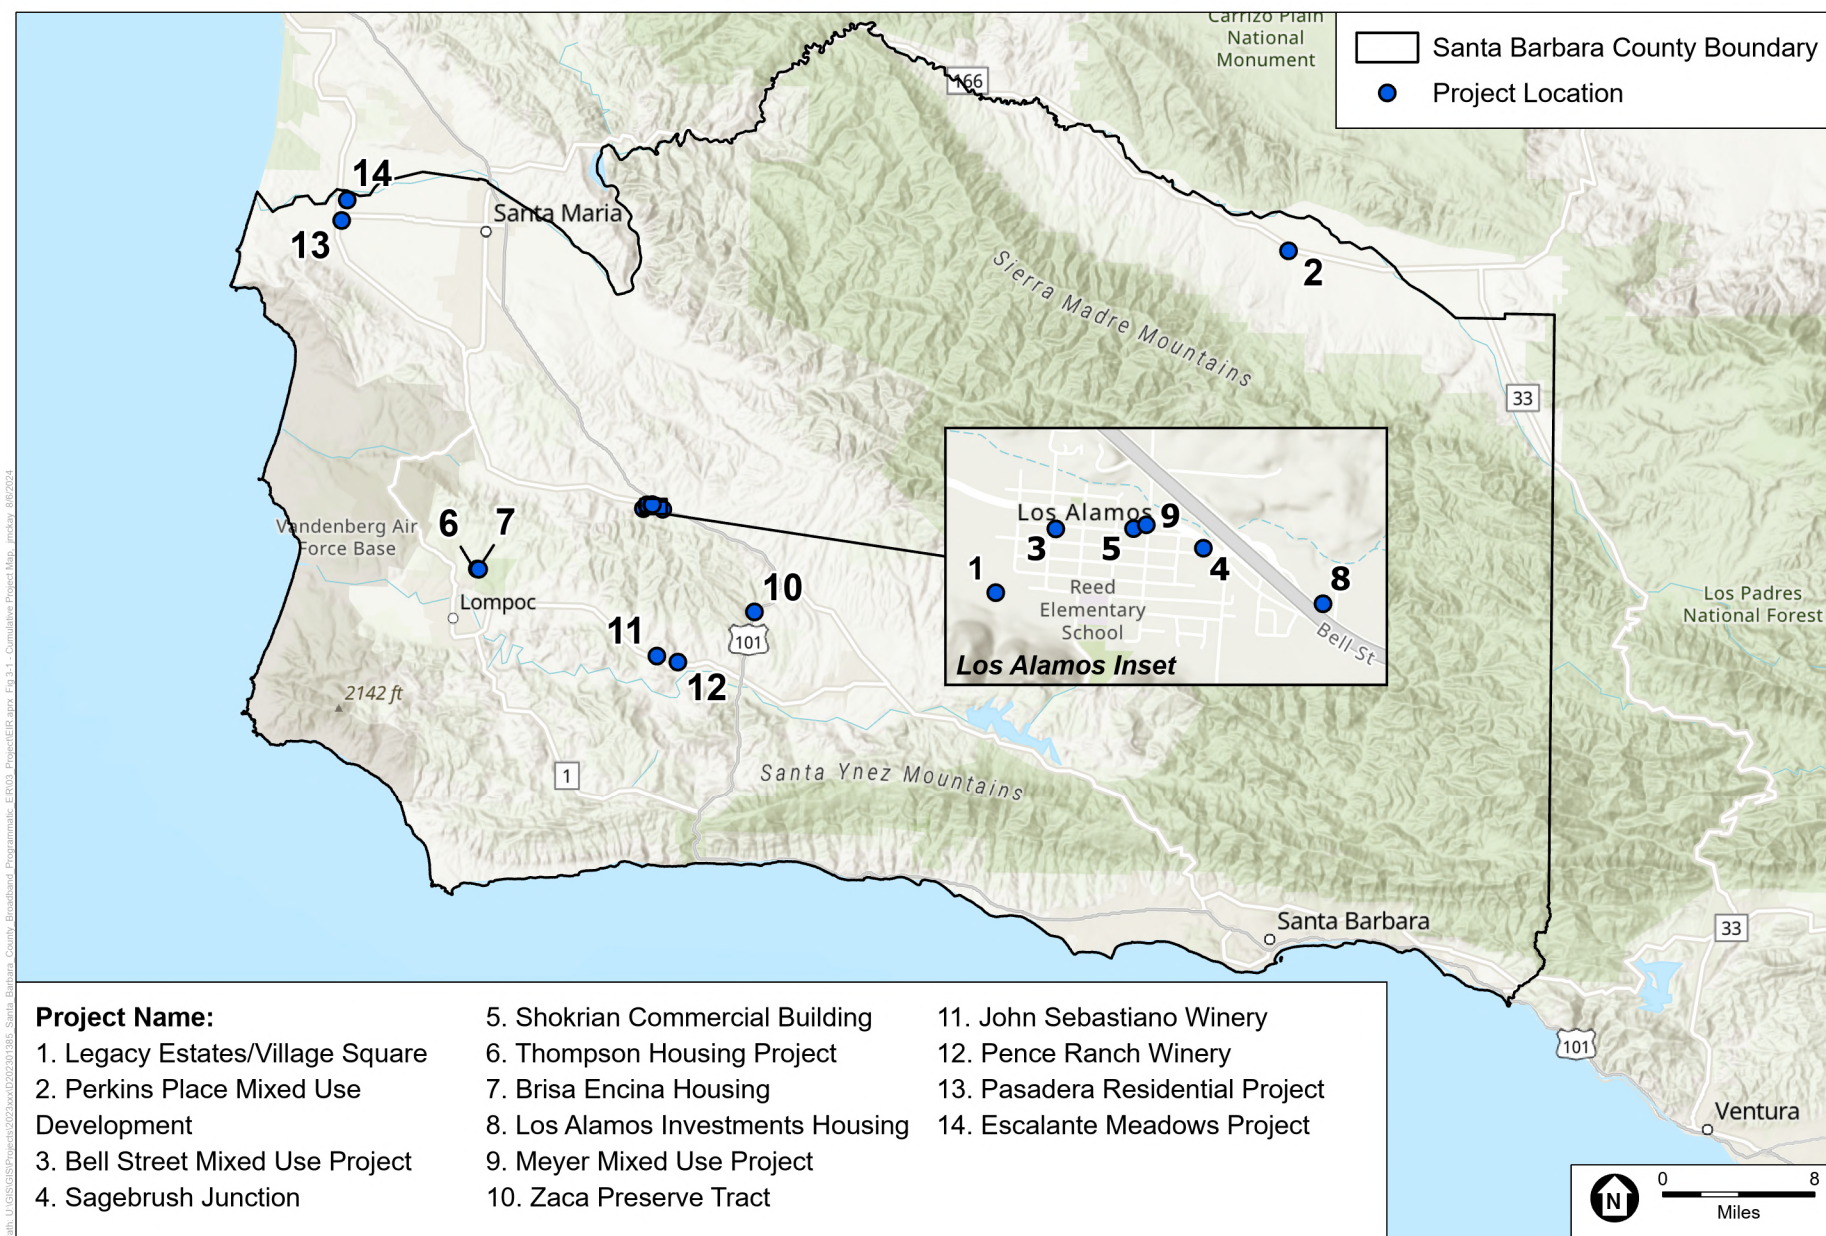 Carrizo Plain
National
Monument
Santa Barbara County Boundary
Project Location
166
14
Santa Maria
13
2
Sierra Madre Mountains
33
Vandenberg Air
Force Base
6
7
Lompoc
10
11
101
12
2142 ft
1
Santa Ynez Mountains
Los Alamos
9
3
5
4
1
8
Reed
Elementary
School
Bell St
Los Alamos Inset
Los Padres
National Forest
Santa Barbara
33
101
Ventura
Project Name:
1. Legacy Estates/Village Square
2. Perkins Place Mixed Use
Development
3. Bell Street Mixed Use Project
4. Sagebrush Junction
5. Shokrian Commercial Building
6. Thompson Housing Project
7. Brisa Encina Housing
8. Los Alamos Investments Housing
9. Meyer Mixed Use Project
10. Zaca Preserve Tract
11. John Sebastiano Winery
12. Pence Ranch Winery
13. Pasadera Residential Project
14. Escalante Meadows Project
N
0 8
Miles